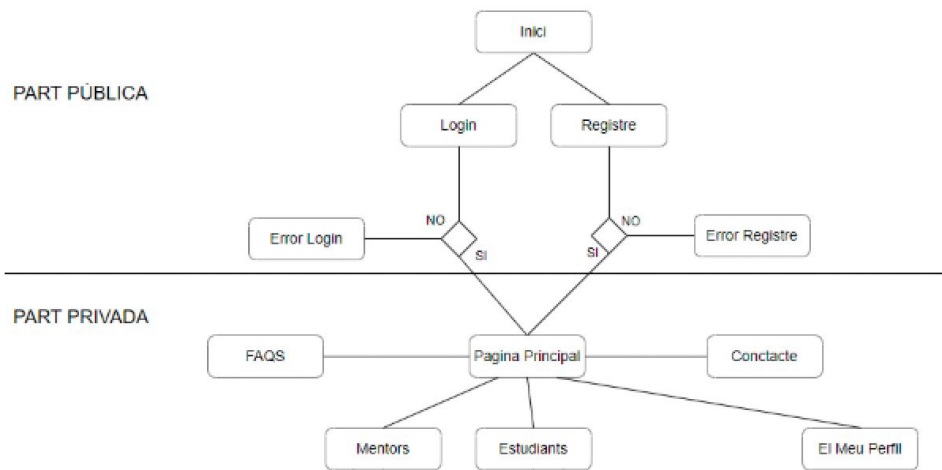 Inici
PART PÚBLICA
Login
Registre
NO
NO
Error Login
Error Registre
SI
SI
PART PRIVADA
FAQS
Pagina Principal
Conctacte
Mentors
Estudiants
El Meu Perfil